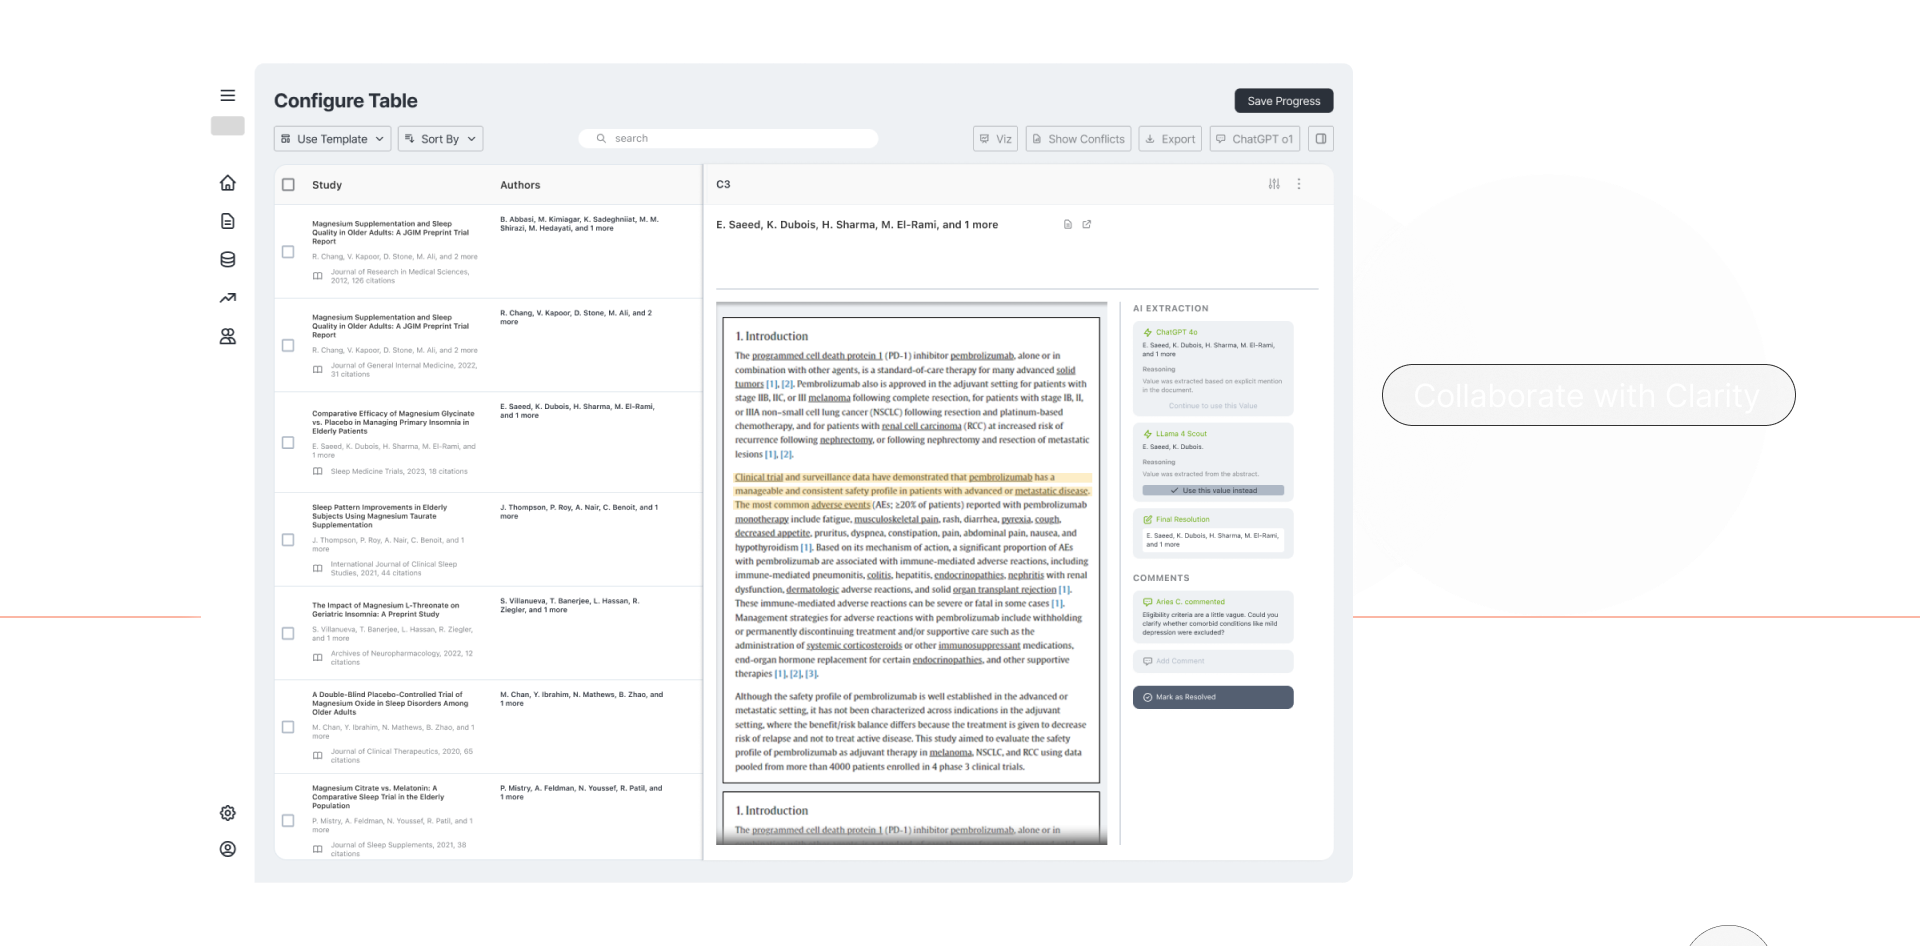 Configure Table
Save Progress
Use Template
Sort By
search
Viz
Show Conflicts
Export
ChatGPT o1
Study
Authors
Magnesium Supplementation and Sleep
Quality in Older Adults: A JGIM Preprint Trial
Report
R. Chang, V. Kapoor, D. Stone, M. Ali, and 2 more
Journal of Research in Medical Sciences,
2012, 126 citations
B. Abbasi, M. Kimiagar, K. Sadeghniiat, M. M.
Shirazi, M. Hedayati, and 1 more
Magnesium Supplementation and Sleep
Quality in Older Adults: A JGIM Preprint Trial
Report
R. Chang, V. Kapoor, D. Stone, M. Ali, and 2 more
Journal of General Internal Medicine, 2022,
31 citations
R. Chang, V. Kapoor, D. Stone, M. Ali, and 2
more
Comparative Efficacy of Magnesium Glycinate
vs. Placebo in Managing Primary Insomnia in
Elderly Patients
E. Saeed, K. Dubois, H. Sharma, M. El-Rami, and
1 more
Sleep Medicine Trials, 2023, 18 citations
E. Saeed, K. Dubois, H. Sharma, M. El-Rami,
and 1 more
Sleep Pattern Improvements in Elderly
Subjects Using Magnesium Taurate
Supplementation
J. Thompson, P. Roy, A. Nair, C. Benoit, and 1
more
International Journal of Clinical Sleep
Studies, 2021, 44 citations
J. Thompson, P. Roy, A. Nair, C. Benoit, and 1
more
The Impact of Magnesium L-Threonate on
Geriatric Insomnia: A Preprint Study
S. Villanueva, T. Banerjee, L. Hassan, R. Ziegler,
and 1 more
Archives of Neuropharmacology, 2022, 12
citations
S. Villanueva, T. Banerjee, L. Hassan, R.
Ziegler, and 1 more
A Double-Blind Placebo-Controlled Trial of
Magnesium Oxide in Sleep Disorders Among
Older Adults
M. Chan, Y. Ibrahim, N. Mathews, B. Zhao, and 1
more
Journal of Clinical Therapeutics, 2020, 65
citations
M. Chan, Y. Ibrahim, N. Mathews, B. Zhao, and
1 more
Magnesium Citrate vs. Melatonin: A
Comparative Sleep Trial in the Elderly
Population
P. Mistry, A. Feldman, N. Youssef, R. Patil, and 1
more
Journal of Sleep Supplements, 2021, 38
citations
P. Mistry, A. Feldman, N. Youssef, R. Patil, and
1 more
C3
E. Saeed, K. Dubois, H. Sharma, M. El-Rami, and 1 more
1. Introduction
The programmed cell death protein 1 (PD-1) inhibitor pembrolizumab, alone or in
combination with other agents, is a standard-of-care therapy for many advanced solid
tumors [1], [2]. Pembrolizumab also is approved in the adjuvant setting for patients with
stage IIB, IIC, or III melanoma following complete resection, for patients with stage IB, II,
or IIIA non–small cell lung cancer (NSCLC) following resection and platinum-based
chemotherapy, and for patients with renal cell carcinoma (RCC) at increased risk of
recurrence following nephrectomy, or following nephrectomy and resection of metastatic
lesions [1], [2].
Clinical trial and surveillance data have demonstrated that pembrolizumab has a
manageable and consistent safety profile in patients with advanced or metastatic disease.
The most common adverse events (AEs; ≥20% of patients) reported with pembrolizumab
monotherapy include fatigue, musculoskeletal pain, rash, diarrhea, pyrexia, cough,
decreased appetite, pruritus, dyspnea, constipation, pain, abdominal pain, nausea, and
hypothyroidism [1]. Based on its mechanism of action, a significant proportion of AEs
with pembrolizumab are associated with immune-mediated adverse reactions, including
immune-mediated pneumonitis, colitis, hepatitis, endocrinopathies, nephritis with renal
dysfunction, dermatologic adverse reactions, and solid organ transplant rejection [1].
These immune-mediated adverse reactions can be severe or fatal in some cases [1].
Management strategies for adverse reactions with pembrolizumab include withholding
or permanently discontinuing treatment and/or supportive care such as the
administration of systemic corticosteroids or other immunosuppressant medications,
end-organ hormone replacement for certain endocrinopathies, and other supportive
therapies [1], [2], [3].
Although the safety profile of pembrolizumab is well established in the advanced or
metastatic setting, it has not been characterized across indications in the adjuvant
setting, where the benefit/risk balance differs because the treatment is given to decrease
risk of relapse and not to treat active disease. This study aimed to evaluate the safety
profile of pembrolizumab as adjuvant therapy in melanoma, NSCLC, and RCC using data
pooled from more than 4000 patients enrolled in 4 phase 3 clinical trials.
1. Introduction
The programmed cell death protein 1 (PD-1) inhibitor pembrolizumab, alone or in
AI EXTRACTION
ChatGPT 4o
E. Saeed, K. Dubois, H. Sharma, M. El-Rami,
and 1 more
Reasoning
Value was extracted based on explicit mention
in the document.
Continue to use this Value
LLama 4 Scout
E. Saeed, K. Dubois.
Reasoning
Value was extracted from the abstract.
Use this value instead
Final Resolution
E. Saeed, K. Dubois, H. Sharma, M. El-Rami,
and 1 more
COMMENTS
Aries C. commented
Eligibility criteria are a little vague. Could you
clarify whether comorbid conditions like mild
depression were excluded?
Add Comment
Mark as Resolved
Collaborate with Clarity